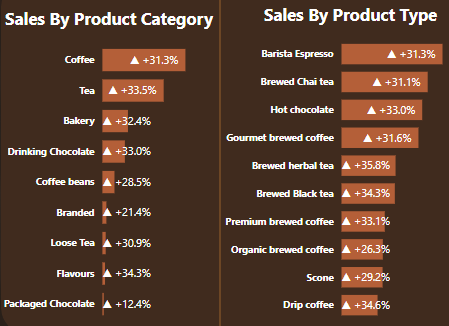 Sales By Product Category
Coffee ▲ +31.3%
Tea ▲ +33.5%
Bakery ▲ +32.4%
Drinking Chocolate ▲ +33.0%
Coffee beans ▲ +28.5%
Branded ▲ +21.4%
Loose Tea ▲ +30.9%
Flavours ▲ +34.3%
Packaged Chocolate ▲ +12.4%
Sales By Product Type
Barista Espresso ▲ +31.3%
Brewed Chai tea ▲ +31.1%
Hot chocolate ▲ +33.0%
Gourmet brewed coffee ▲ +31.6%
Brewed herbal tea ▲ +35.8%
Brewed Black tea ▲ +34.3%
Premium brewed coffee ▲ +33.1%
Organic brewed coffee ▲ +26.3%
Scone ▲ +29.2%
Drip coffee ▲ +34.6%